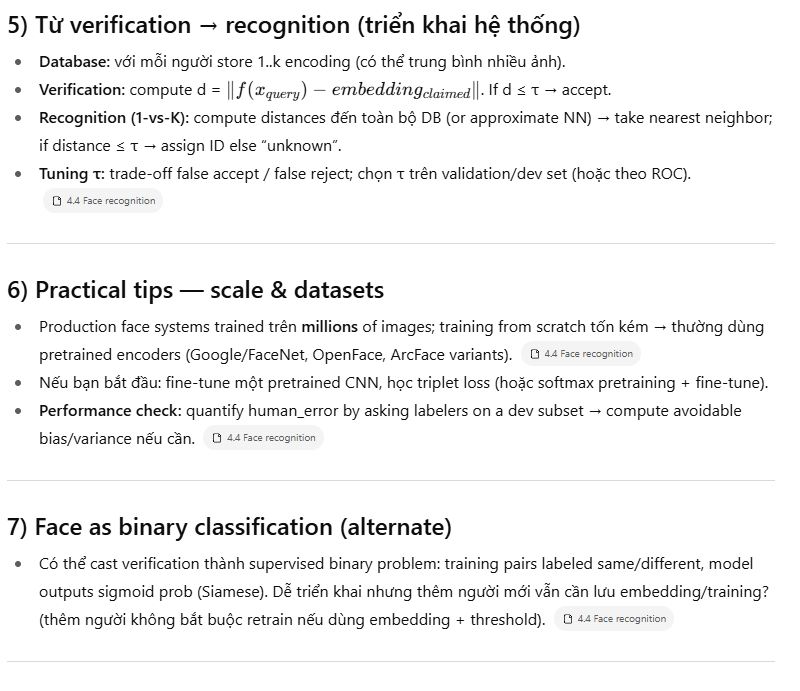 5) Từ verification → recognition (triển khai hệ thống)
• Database: với mỗi người store 1..k encoding (có thể trung bình nhiều ảnh).
• Verification: compute d = ||f(x_query) − embedding_claimed||. If d ≤ τ → accept.
• Recognition (1-vs-K): compute distances đến toàn bộ DB (or approximate NN) → take nearest neighbor;
if distance ≤ τ → assign ID else “unknown”.
• Tuning τ: trade-off false accept / false reject; chọn τ trên validation/dev set (hoặc theo ROC).
4.4 Face recognition
6) Practical tips — scale & datasets
• Production face systems trained trên millions of images; training from scratch tốn kém → thường dùng
pretrained encoders (Google/FaceNet, OpenFace, ArcFace variants). 4.4 Face recognition
• Nếu bạn bắt đầu: fine-tune một pretrained CNN, học triplet loss (hoặc softmax pretraining + fine-tune).
• Performance check: quantify human_error by asking labelers on a dev subset → compute avoidable
bias/variance nếu cần. 4.4 Face recognition
7) Face as binary classification (alternate)
• Có thể cast verification thành supervised binary problem: training pairs labeled same/different, model
outputs sigmoid prob (Siamese). Dễ triển khai nhưng thêm người mới vẫn cần lưu embedding/training?
(thêm người không bắt buộc retrain nếu dùng embedding + threshold). 4.4 Face recognition